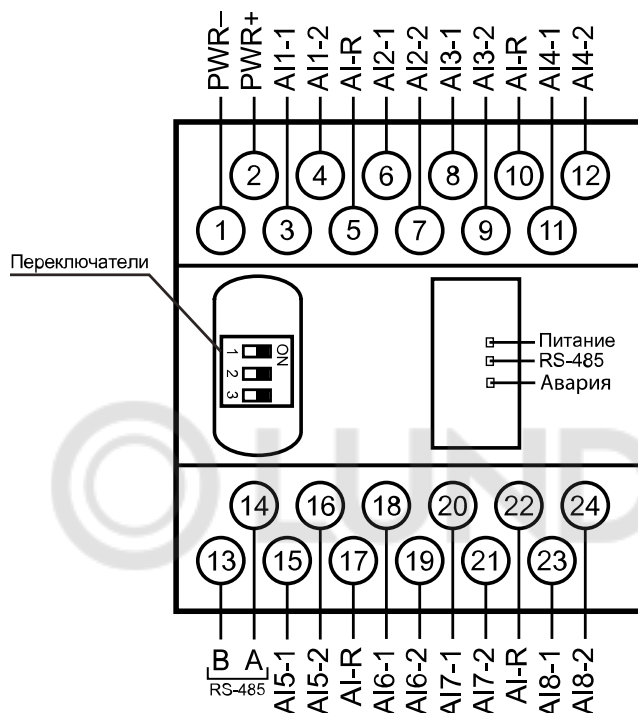 PWR–
PWR+
AI1-1
AI1-2
AI-R
AI2-1
AI2-2
AI3-1
AI3-2
AI-R
AI4-1
AI4-2
2 4 6 8 10 12
1 3 5 7 9 11
Переключатели
1
2
3
ON
Питание
RS-485
Авария
LUND
14 16 18 20 22 24
13 15 17 19 21 23
B A
RS-485
AI5-1
AI5-2
AI-R
AI6-1
AI6-2
AI7-1
AI7-2
AI-R
AI8-1
AI8-2